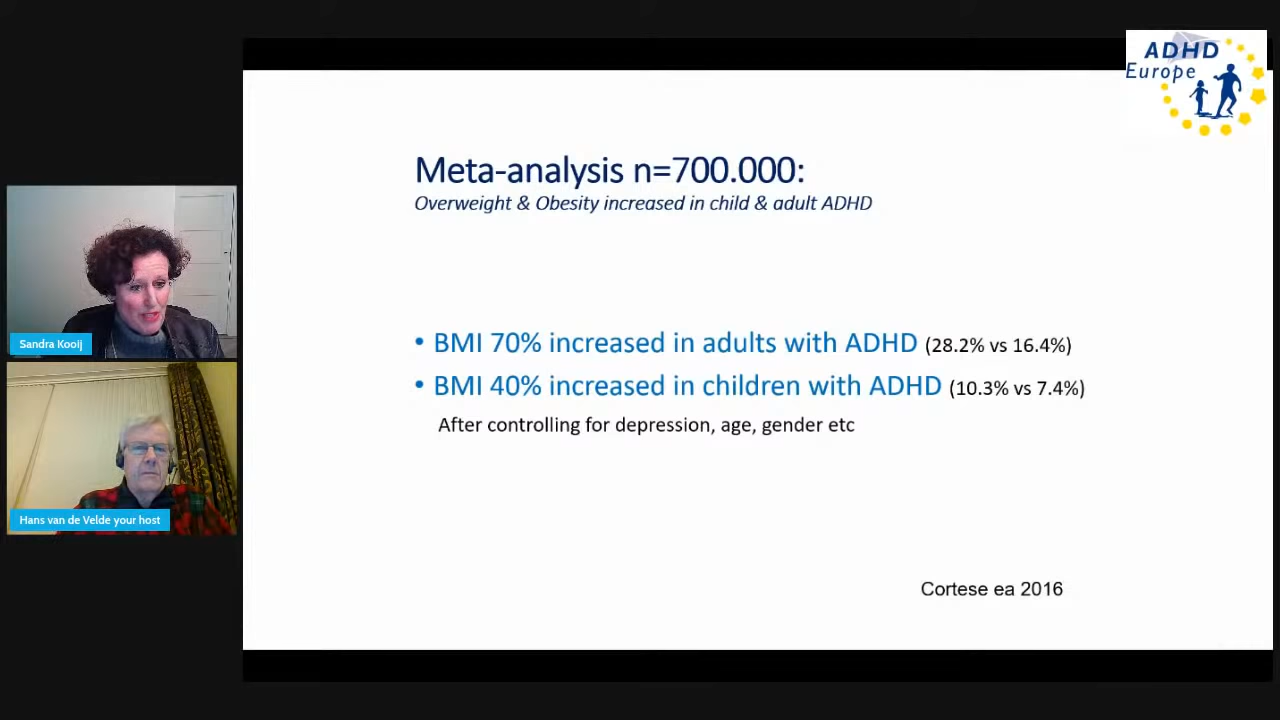 ADHD
Europe
Meta-analysis n=700.000:
Overweight & Obesity increased in child & adult ADHD
• BMI 70% increased in adults with ADHD (28.2% vs 16.4%)
• BMI 40% increased in children with ADHD (10.3% vs 7.4%)
After controlling for depression, age, gender etc
Cortese ea 2016
Sandra Kooij
Hans van de Velde your host